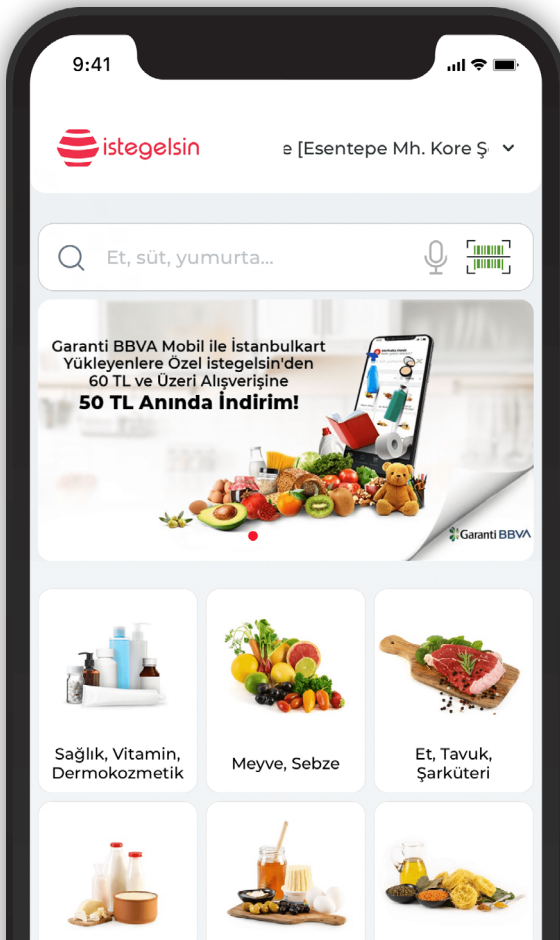 9:41
istegelsin
e [Esentepe Mh. Kore Ş
Et, süt, yumurta...
Garanti BBVA Mobil ile İstanbulkart
Yükleyenlere Özel istegelsin'den
60 TL ve Üzeri Alışverişine
50 TL Anında İndirim!
Garanti BBVA
Sağlık, Vitamin,
Dermokozmetik
Meyve, Sebze
Et, Tavuk,
Şarküteri